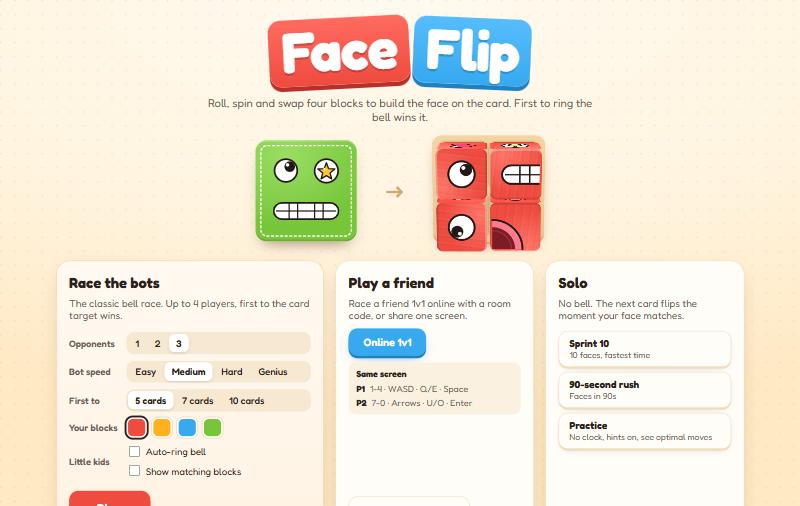 Face Flip
Roll, spin and swap four blocks to build the face on the card. First to ring the
bell wins it.
Race the bots
The classic bell race. Up to 4 players, first to the card
target wins.
Opponents 1 2 3
Bot speed Easy Medium Hard Genius
First to 5 cards 7 cards 10 cards
Your blocks
Little kids
Auto-ring bell
Show matching blocks
Play a friend
Race a friend 1v1 online with a room
code, or share one screen.
Online 1v1
Same screen
P1 1-4 · WASD · Q/E · Space
P2 7-0 · Arrows · U/O · Enter
Solo
No bell. The next card flips the
moment your face matches.
Sprint 10
10 faces, fastest time
90-second rush
Faces in 90s
Practice
No clock, hints on, see optimal moves